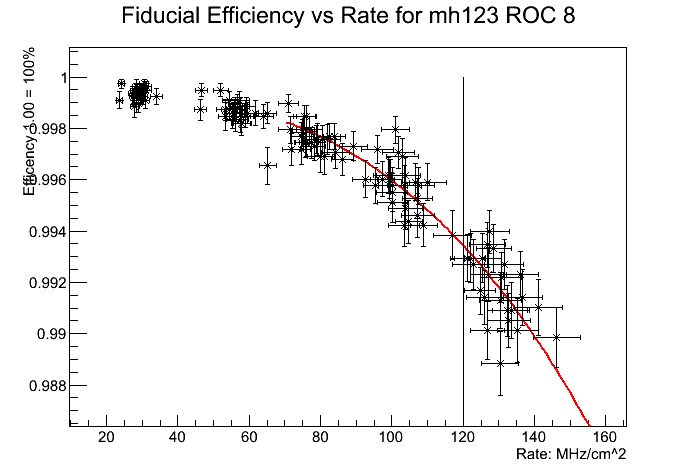 Fiducial Efficiency vs Rate for mh123 ROC 8
Efficency 1.00 = 100%
1
0.998
0.996
0.994
0.992
0.99
0.988
20 40 60 80 100 120 140 160
Rate: MHz/cm^2